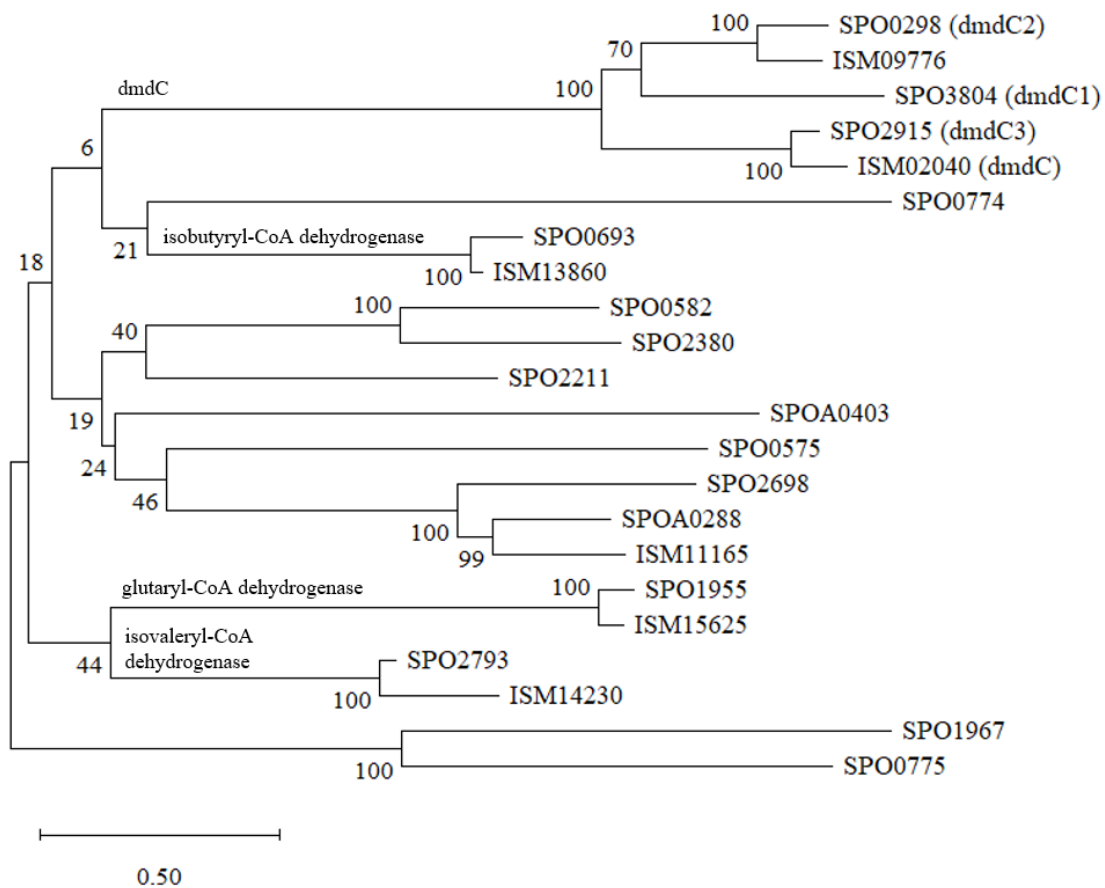 100
SPO0298 (dmdC2)
70
ISM09776
dmdC
100
SPO3804 (dmdC1)
SPO2915 (dmdC3)
6
100
ISM02040 (dmdC)
SPO0774
isobutyryl-CoA dehydrogenase
SPO0693
18
21
100
ISM13860
100
SPO0582
40
SPO2380
SPO2211
19
SPOA0403
SPO0575
24
46
SPO2698
100
SPOA0288
99
ISM11165
glutaryl-CoA dehydrogenase
100
SPO1955
isovaleryl-CoA
dehydrogenase
ISM15625
44
SPO2793
100
ISM14230
SPO1967
100
SPO0775
0.50